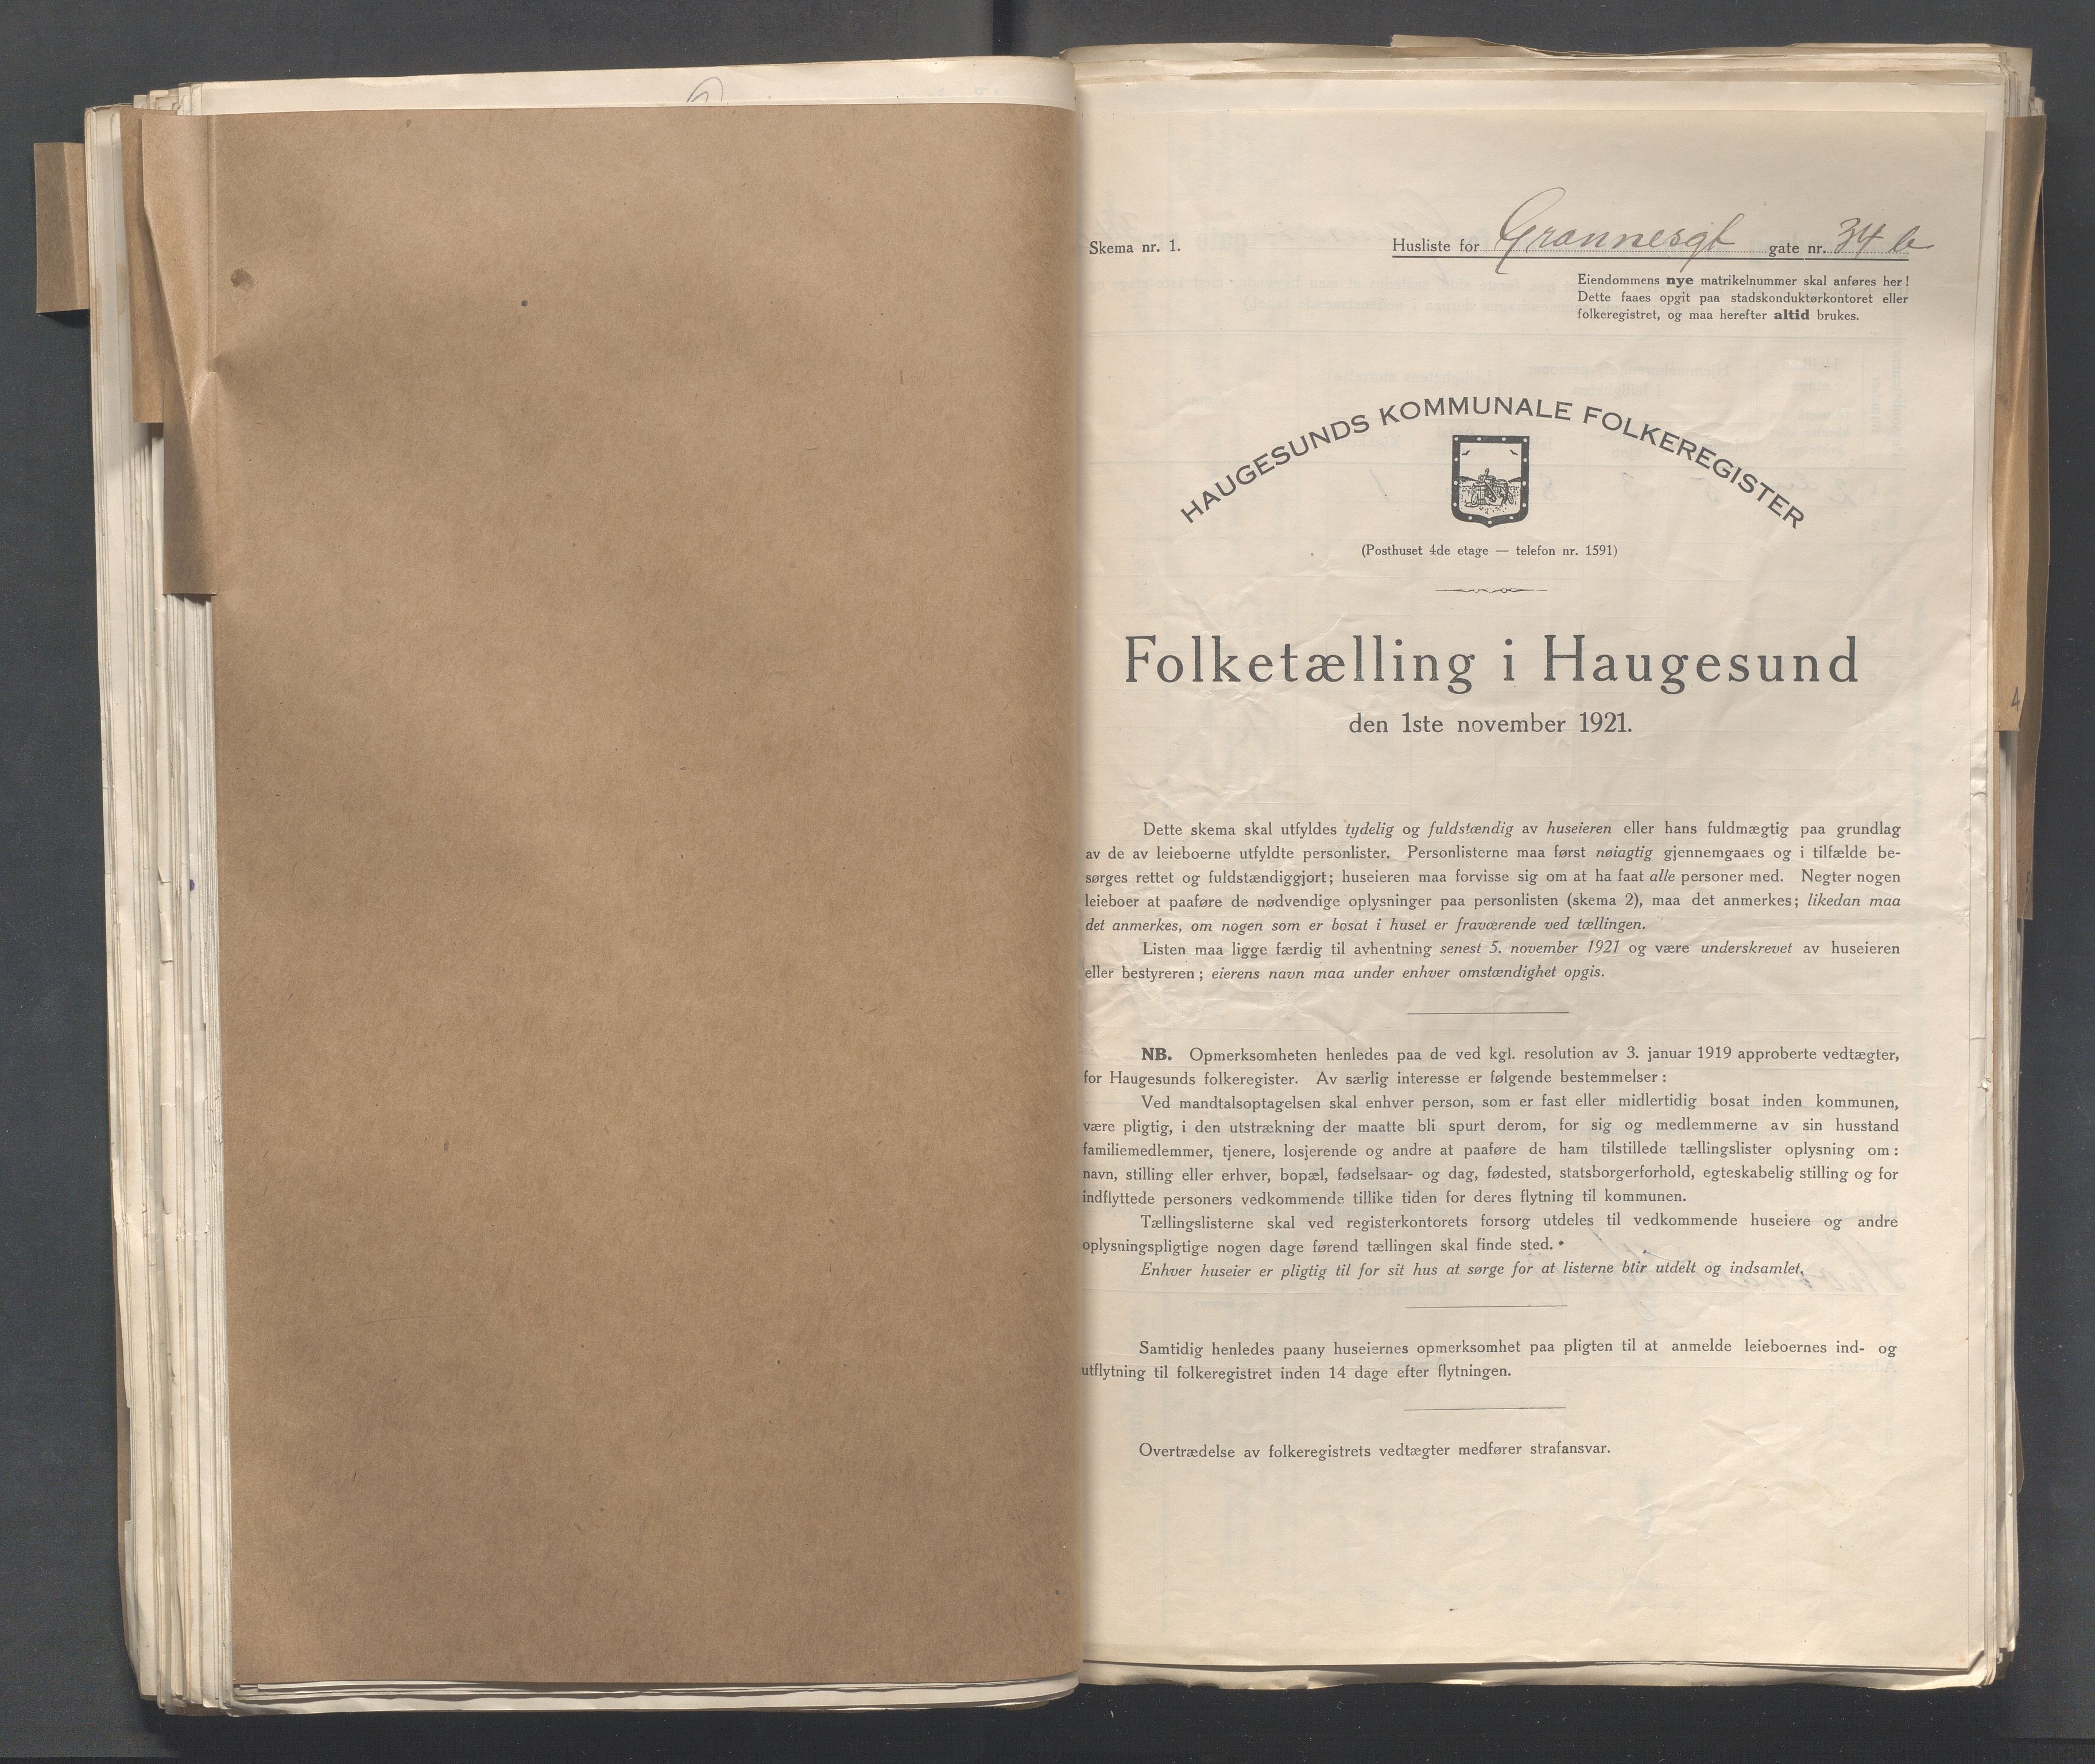 Skema nr. 1.
Husliste for Grannesgt gate nr. 34 b
Eiendommens nye matrikelnummer skal anføres her!
Dette faaes opgit paa stadskonduktørkontoret eller
folkeregistret, og maa herefter altid brukes.
HAUGESUNDS KOMMUNALE FOLKEREGISTER
(Posthuset 4de etage — telefon nr. 1591)
Folketælling i Haugesund
den 1ste november 1921.
Dette skema skal utfyldes tydelig og fuldstændig av huseieren eller hans fuldmægtig paa grundlag
av de av leieboerne utfyldte personlister. Personlisterne maa først nøiagtig gjennemgaaes og i tilfælde be-
sørges rettet og fuldstændiggjort; huseieren maa forvisse sig om at ha faat alle personer med. Negter nogen
leieboer at paaføre de nødvendige oplysninger paa personlisten (skema 2), maa det anmerkes; likedan maa
det anmerkes, om nogen som er bosat i huset er fraværende ved tællingen.
Listen maa ligge færdig til avhentning senest 5. november 1921 og være underskrevet av huseieren
eller bestyreren; eierens navn maa under enhver omstændighet opgis.
NB. Opmerksomheten henledes paa de ved kgl. resolution av 3. januar 1919 approberte vedtægter,
for Haugesunds folkeregister. Av særlig interesse er følgende bestemmelser:
Ved mandtalsoptagelsen skal enhver person, som er fast eller midlertidig bosat inden kommunen,
være pligtig, i den utstrækning der maatte bli spurt derom, for sig og medlemmerne av sin husstand
familiemedlemmer, tjenere, losjerende og andre at paaføre de ham tilstillede tællingslister oplysning om:
navn, stilling eller erhver, bopæl, fødselsaar- og dag, fødested, statsborgerforhold, egteskabelig stilling og for
indflyttede personers vedkommende tillike tiden for deres flytning til kommunen.
Tællingslisterne skal ved registerkontorets forsorg utdeles til vedkommende huseiere og andre
oplysningspligtige nogen dage førend tællingen skal finde sted.
Enhver huseier er pligtig til for sit hus at sørge for at listerne blir utdelt og indsamlet.
Samtidig henledes paany huseiernes opmerksomhet paa pligten til at anmelde leieboernes ind- og
utflytning til folkeregistret inden 14 dage efter flytningen.
Overtrædelse av folkeregistrets vedtægter medfører strafansvar.